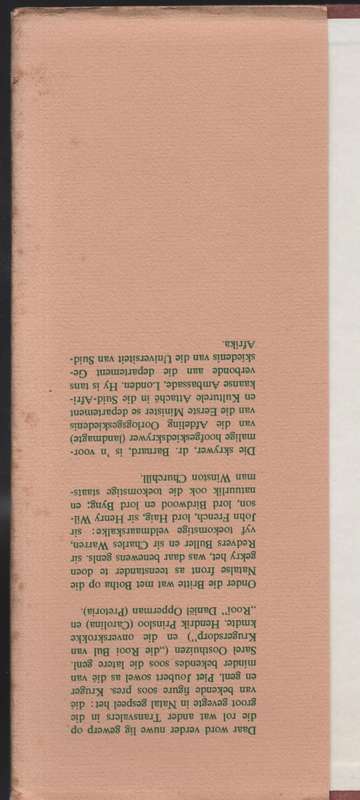 Daar word verder nuwe lig gewerp op
die rol wat ander Transvalers in die
groot gevegte in Natal gespeel het: dié
van bekende figure soos pres. Kruger
en genl. Piet Joubert sowel as dié van
minder bekendes soos die latere genl.
Sarel Oosthuizen („die Rooi Bul van
Krugersdorp”) en die onverskrokke
kmdte. Hendrik Prinsloo (Carolina) en
„Rooi” Daniël Opperman (Pretoria).
Onder die Britte wat met Botha op die
Natalse front as teenstander te doen
gekry het, was daar benewens genls. sir
Redvers Buller en sir Charles Warren,
vyf toekomstige veldmaarskalke: sir
John French, lord Haig, sir Henry Wil-
son, lord Birdwood en lord Byng; en
natuurlik ook die toekomstige staats-
man Winston Churchill.
Die skrywer, dr. Barnard, is 'n voor-
malige hoofgeskiedskrywer (landmagte)
van die Afdeling Oorlogsgeskiedenis
van die Eerste Minister se departement
en Kulturele Attaché in die Suid-Afri-
kaanse Ambassade, Londen. Hy is tans
verbonde aan die departement Ge-
skiedenis van die Universiteit van Suid-
Afrika.